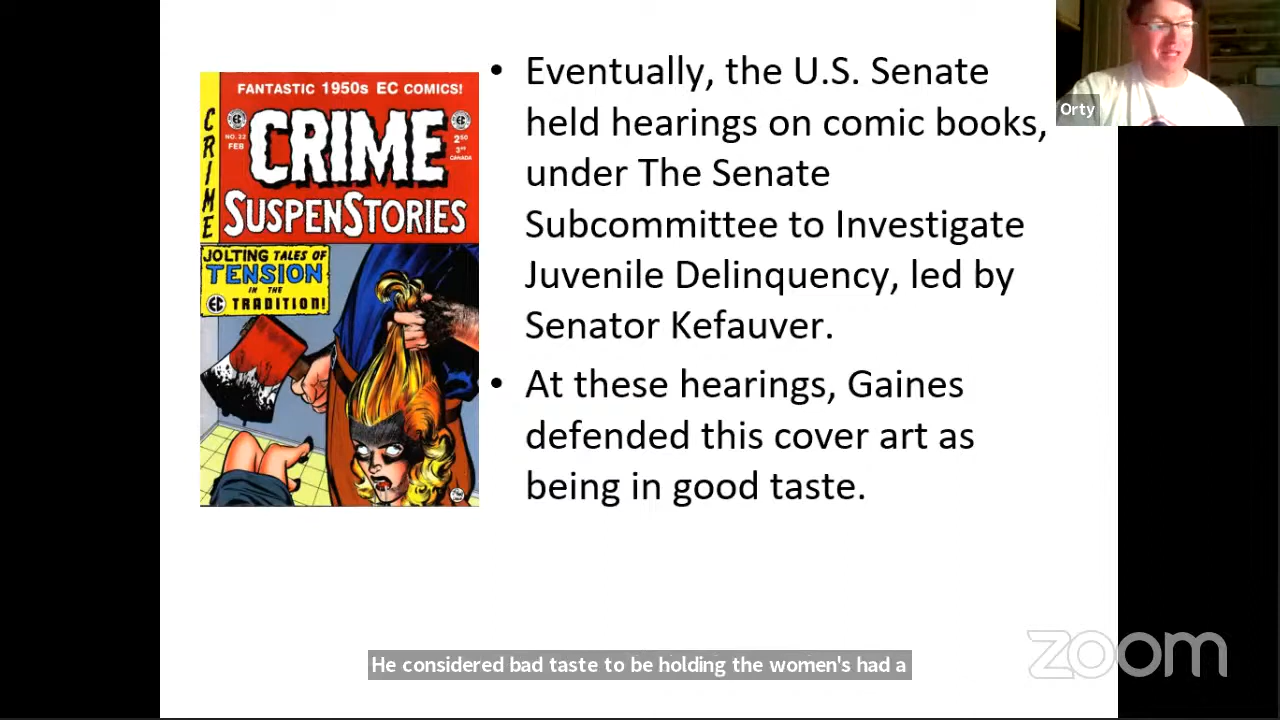 FANTASTIC 1950s EC COMICS!
CRIME
NO. 22
FEB
CRIME
2⁵⁰
3⁹⁵
CANADA
SUSPENSTORIES
JOLTING TALES OF
TENSION
IN THE
EC TRADITION!
• Eventually, the U.S. Senate
held hearings on comic books,
under The Senate
Subcommittee to Investigate
Juvenile Delinquency, led by
Senator Kefauver.
• At these hearings, Gaines
defended this cover art as
being in good taste.
Orty
He considered bad taste to be holding the women's had a
zoom